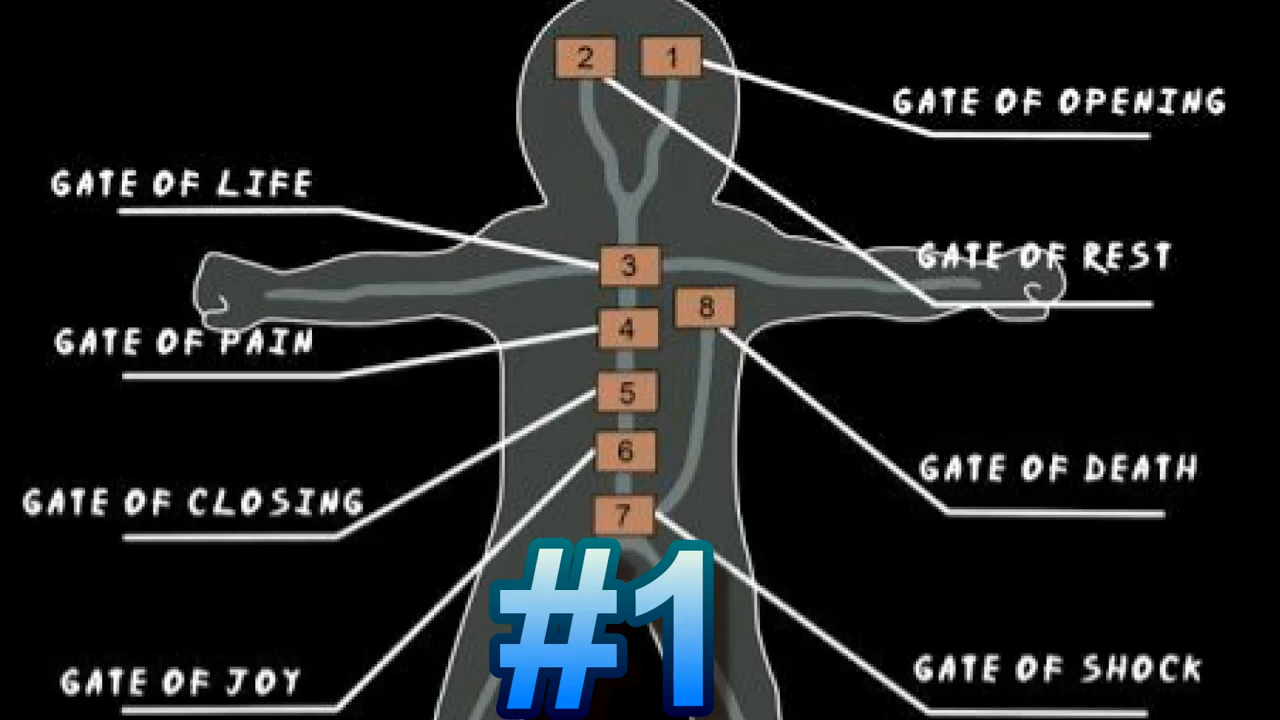 2 1
GATE OF OPENING
GATE OF LIFE
GATE OF REST
3
8
4
GATE OF PAIN
5
6
GATE OF DEATH
GATE OF CLOSING
7
#1
GATE OF JOY
GATE OF SHOCK